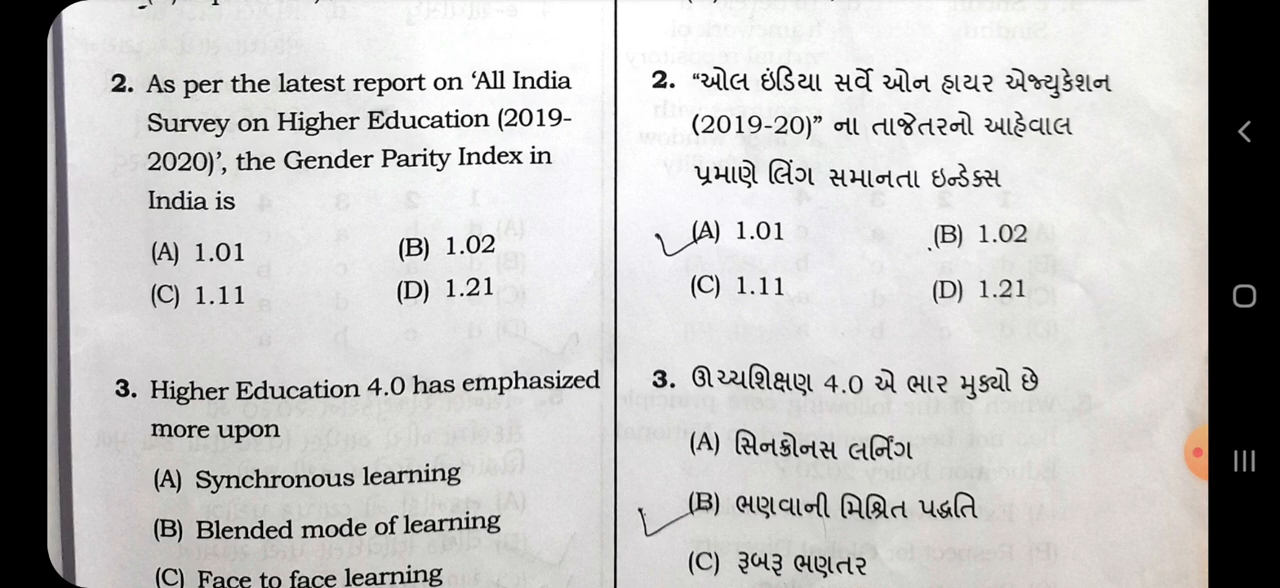 2. As per the latest report on ‘All India
Survey on Higher Education (2019-
2020)’, the Gender Parity Index in
India is
(A) 1.01 (B) 1.02
(C) 1.11 (D) 1.21
3. Higher Education 4.0 has emphasized
more upon
(A) Synchronous learning
(B) Blended mode of learning
(C) Face to face learning
2. “ઓલ ઇંડિયા સર્વે ઓન હાયર એજ્યુકેશન
(2019-20)” ના તાજેતરનો આહેવાલ
પ્રમાણે લિંગ સમાનતા ઇન્ડેક્સ
(A) 1.01 (B) 1.02
(C) 1.11 (D) 1.21
3. ઊચ્ચશિક્ષણ 4.0 એ ભાર મુક્યો છે
(A) સિનક્રોનસ લર્નિંગ
(B) ભણવાની મિશ્રિત પદ્ધતિ
(C) રૂબરૂ ભણતર